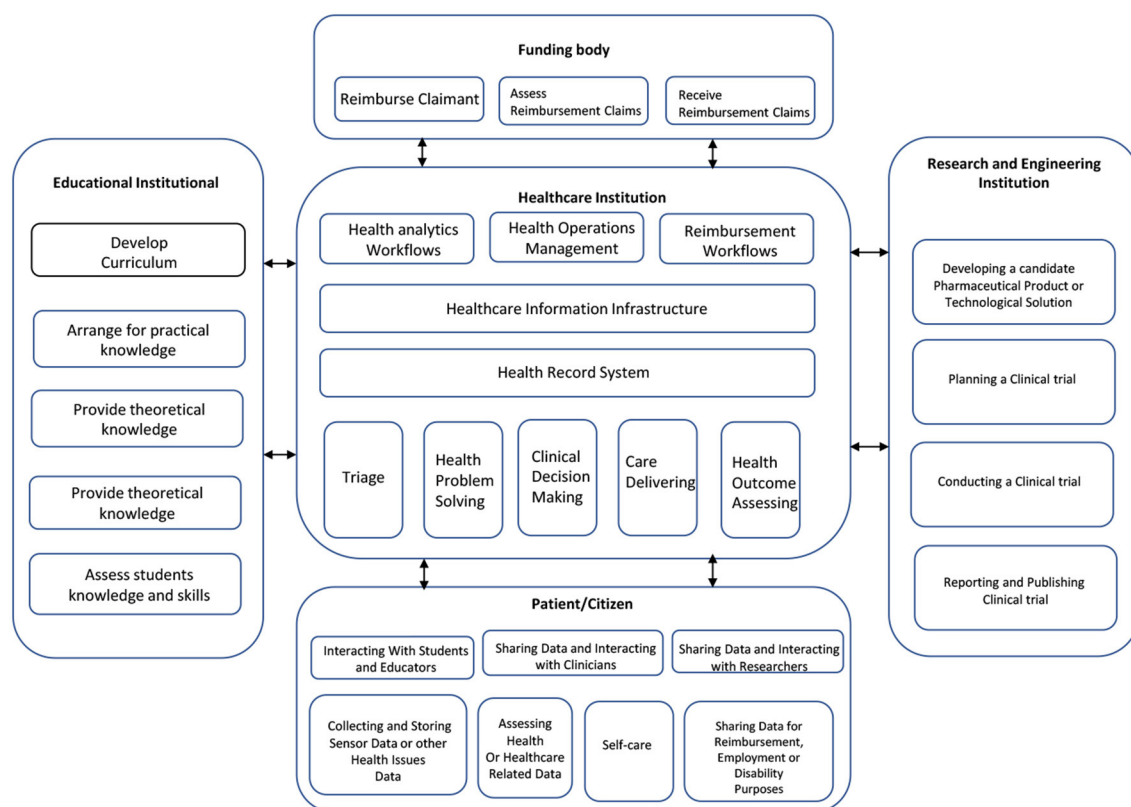 Funding body
Reimburse Claimant
Assess
Reimbursement Claims
Receive
Reimbursement Claims
Educational Institutional
Develop
Curriculum
Arrange for practical
knowledge
Provide theoretical
knowledge
Provide theoretical
knowledge
Assess students
knowledge and skills
Healthcare Institution
Health analytics
Workflows
Health Operations
Management
Reimbursement
Workflows
Healthcare Information Infrastructure
Health Record System
Triage
Health
Problem
Solving
Clinical
Decision
Making
Care
Delivering
Health
Outcome
Assessing
Research and Engineering
Institution
Developing a candidate
Pharmaceutical Product or
Technological Solution
Planning a Clinical trial
Conducting a Clinical trial
Reporting and Publishing
Clinical trial
Patient/Citizen
Interacting With Students
and Educators
Sharing Data and Interacting
with Clinicians
Sharing Data and Interacting
with Researchers
Collecting and Storing
Sensor Data or other
Health Issues
Data
Assessing
Health
Or Healthcare
Related Data
Self-care
Sharing Data for
Reimbursement,
Employment or
Disability
Purposes